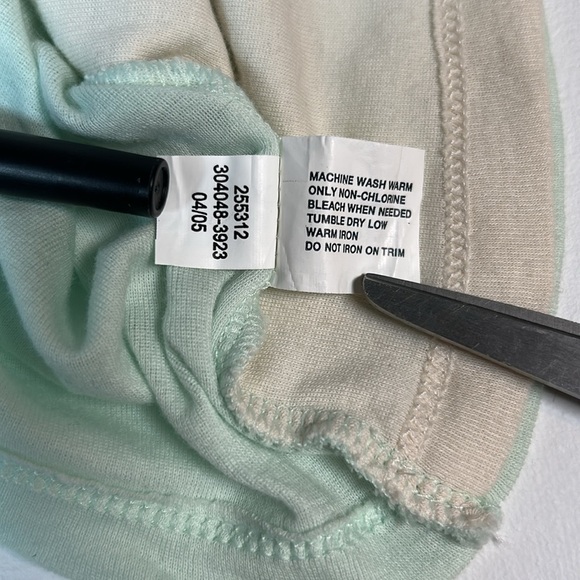 255312
304048-3923
04/05
MACHINE WASH WARM
ONLY NON-CHLORINE
BLEACH WHEN NEEDED
TUMBLE DRY LOW
WARM IRON
DO NOT IRON ON TRIM